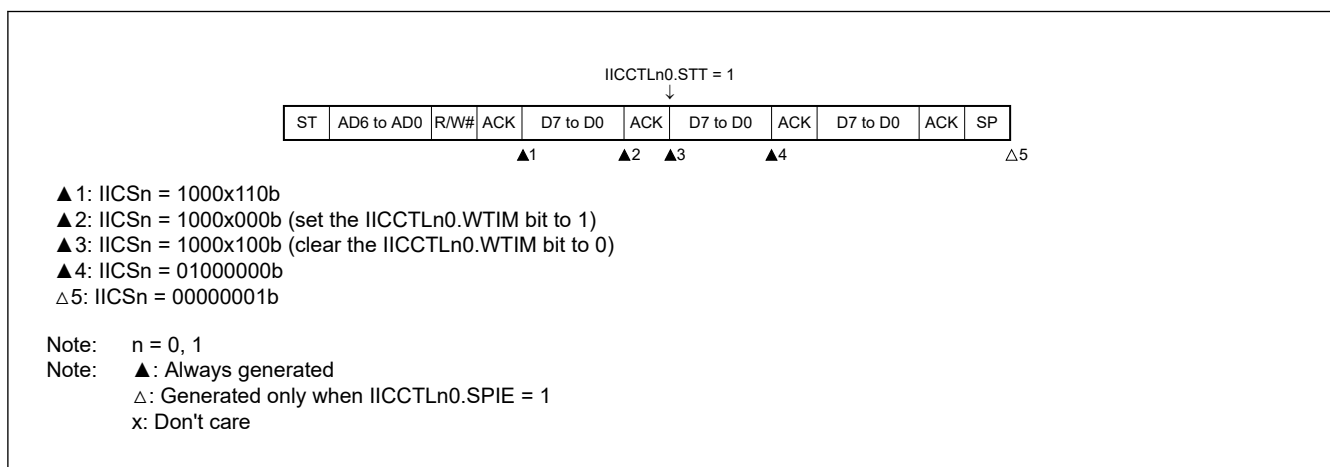 IICCTLn0.STT = 1
↓
ST AD6 to AD0 R/W# ACK D7 to D0 ACK D7 to D0 ACK D7 to D0 ACK SP
▲1 ▲2 ▲3 ▲4 △5
▲1: IICSn = 1000x110b
▲2: IICSn = 1000x000b (set the IICCTLn0.WTIM bit to 1)
▲3: IICSn = 1000x100b (clear the IICCTLn0.WTIM bit to 0)
▲4: IICSn = 01000000b
△5: IICSn = 00000001b
Note: n = 0, 1
Note: ▲: Always generated
△: Generated only when IICCTLn0.SPIE = 1
x: Don't care